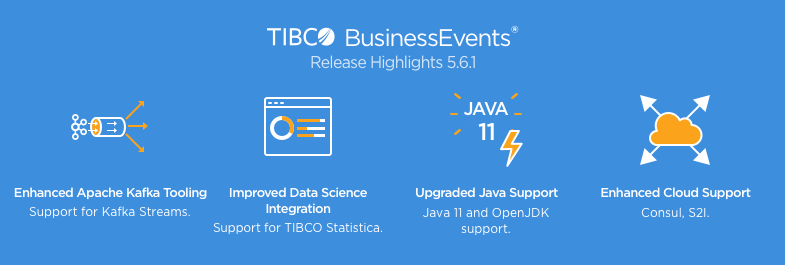 TIBCO BusinessEvents®
Release Highlights 5.6.1
JAVA
11
Enhanced Apache Kafka Tooling
Support for Kafka Streams.
Improved Data Science
Integration
Support for TIBCO Statistica.
Upgraded Java Support
Java 11 and OpenJDK
support.
Enhanced Cloud Support
Consul, S2I.